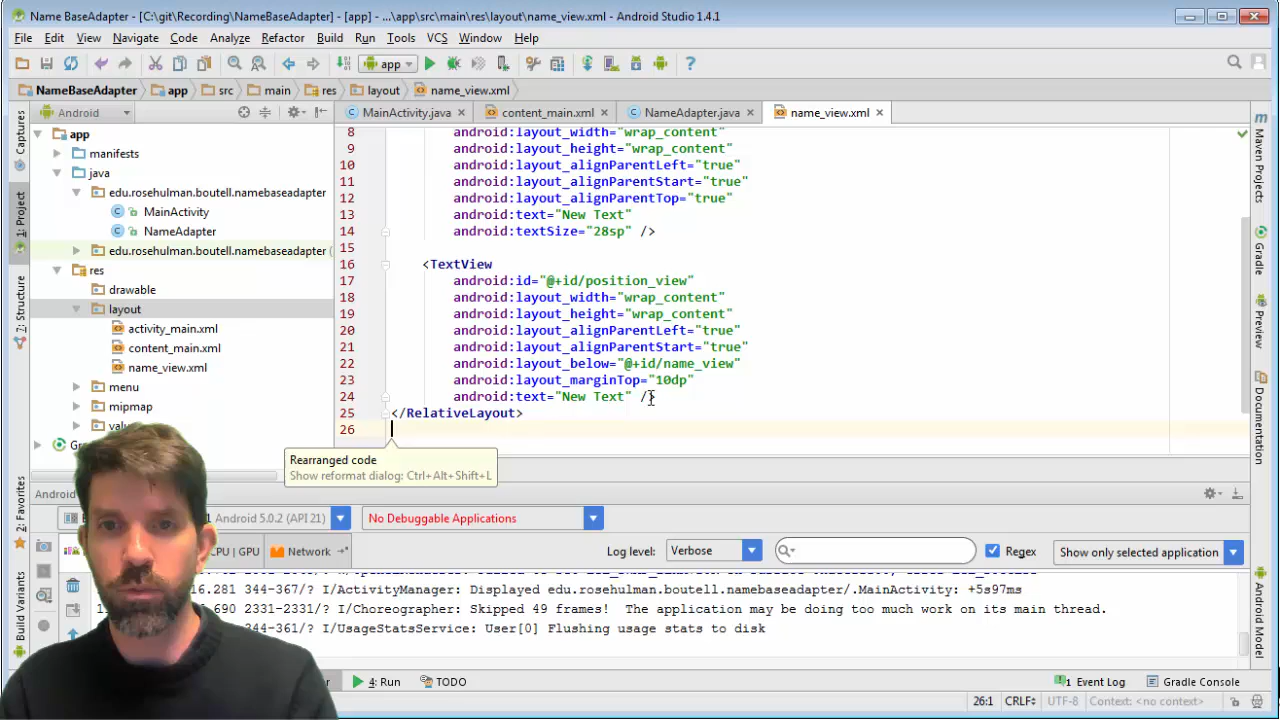 Name BaseAdapter - [C:\git\Recording\NameBaseAdapter] - [app] - ...\app\src\main\res\layout\name_view.xml - Android Studio 1.4.1
File Edit View Navigate Code Analyze Refactor Build Run Tools VCS Window Help
app
NameBaseAdapter app src main res layout name_view.xml
Android
MainActivity.java content_main.xml NameAdapter.java name_view.xml
app
manifests
java
edu.rosehulman.boutell.namebaseadapter
MainActivity
NameAdapter
edu.rosehulman.boutell.namebaseadapter (
res
drawable
layout
activity_main.xml
content_main.xml
name_view.xml
menu
mipmap
Captures
1: Project
7: Structure
2: Favorites
Build Variants
8 android:layout_width="wrap_content"
9 android:layout_height="wrap_content"
10 android:layout_alignParentLeft="true"
11 android:layout_alignParentStart="true"
12 android:layout_alignParentTop="true"
13 android:text="New Text"
14 android:textSize="28sp" />
15
16 <TextView
17 android:id="@+id/position_view"
18 android:layout_width="wrap_content"
19 android:layout_height="wrap_content"
20 android:layout_alignParentLeft="true"
21 android:layout_alignParentStart="true"
22 android:layout_below="@+id/name_view"
23 android:layout_marginTop="10dp"
24 android:text="New Text" />
25 </RelativeLayout>
26
Rearranged code
Show reformat dialog: Ctrl+Alt+Shift+L
Maven Projects
Gradle
Preview
Documentation
Android Model
Android
Android 5.0.2 (API 21) No Debuggable Applications
CPU | GPU Network Log level: Verbose Regex Show only selected application
16.281 344-367/? I/ActivityManager: Displayed edu.rosehulman.boutell.namebaseadapter/.MainActivity: +5s97ms
690 2331-2331/? I/Choreographer: Skipped 49 frames! The application may be doing too much work on its main thread.
344-361/? I/UsageStatsService: User[0] Flushing usage stats to disk
4: Run TODO 1 Event Log Gradle Console
26:1 CRLF UTF-8 Context: <no context>